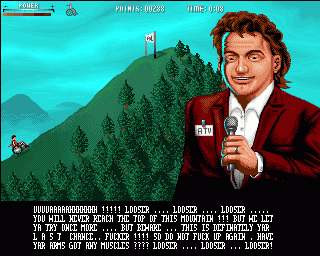 POWER
POINTS:00288 TIME: 0:08
ATV
UUUUAAAAHHHHHHHH !!!!! LOOSER .... LOOSER .... LOOSER .....
YOU WILL NEVER REACH THE TOP OF THIS MOUNTAIN !!! BUT WE LET
YA TRY ONCE MORE .... BUT BEWARE ... THIS IS DEFINATELY YAR
L A S T  CHANCE.. FUCKER !!!! SO DO NOT FUCK UP AGAIN . HAVE
YAR ARMS GOT ANY MUSCLES ???? LOOSER ... LOOSER ... LOOSER!